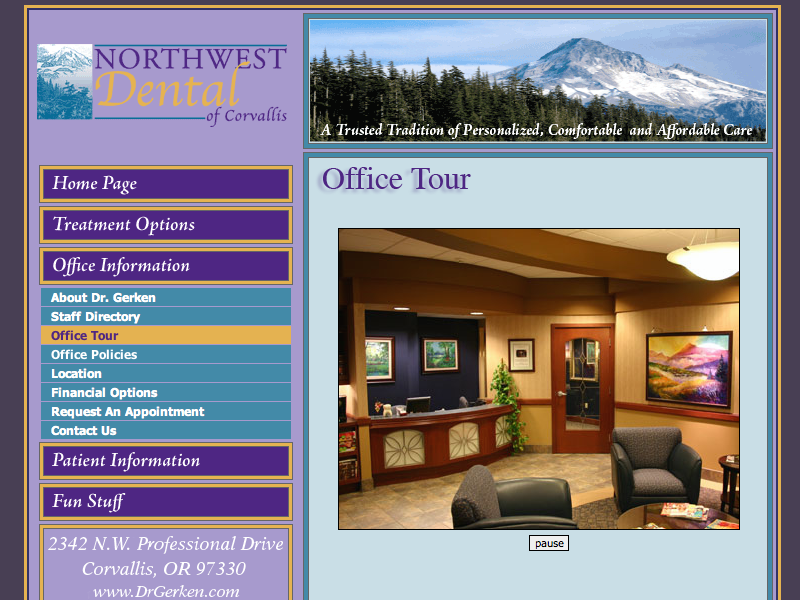 NORTHWEST
Dental
of Corvallis
A Trusted Tradition of Personalized, Comfortable and Affordable Care
Home Page
Treatment Options
Office Information
About Dr. Gerken
Staff Directory
Office Tour
Office Policies
Location
Financial Options
Request An Appointment
Contact Us
Patient Information
Fun Stuff
2342 N.W. Professional Drive
Corvallis, OR 97330
www.DrGerken.com
Office Tour
pause